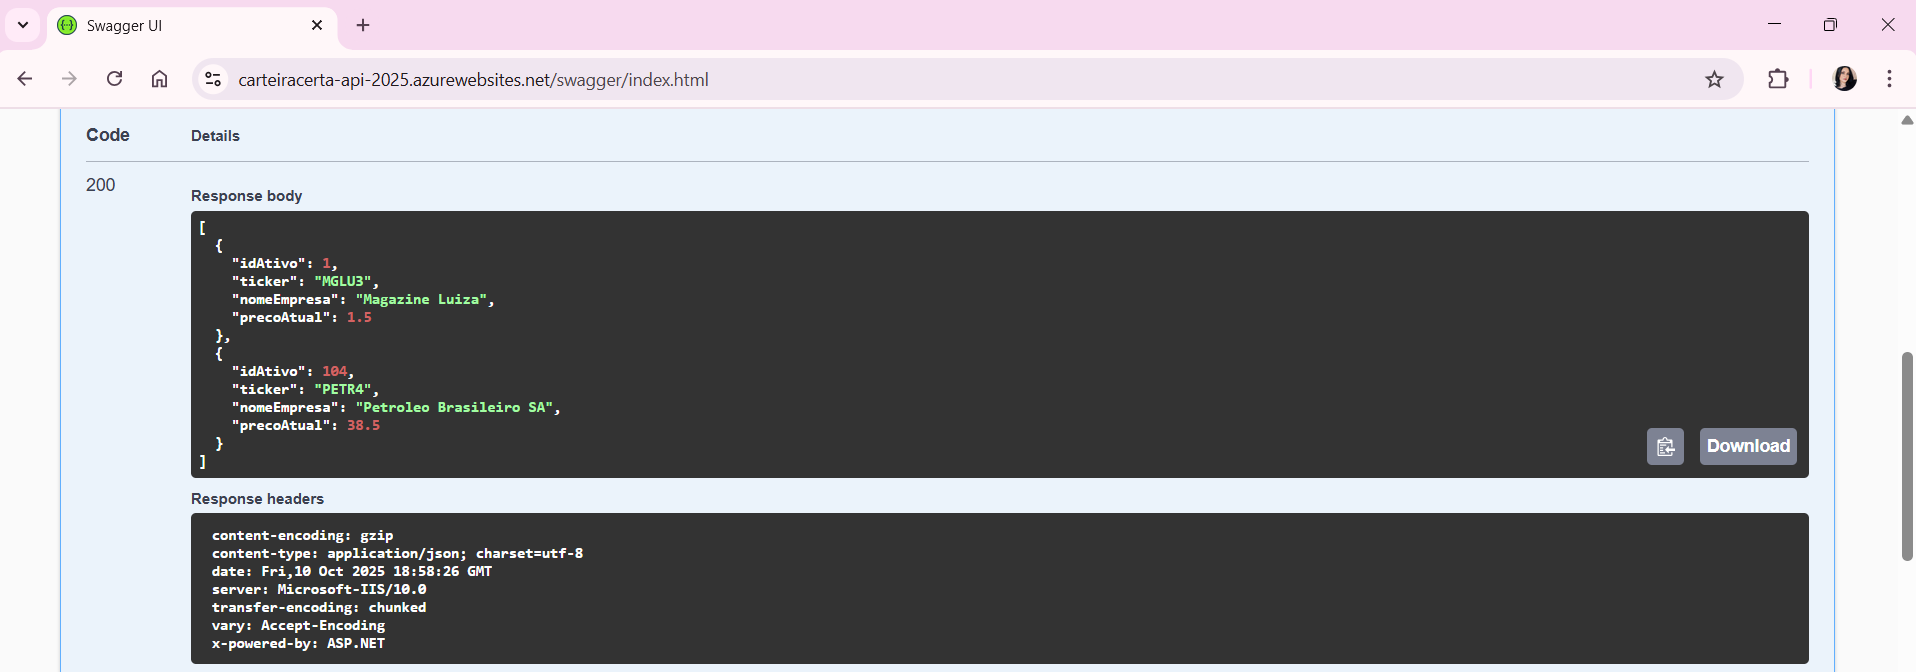 Swagger UI
carteiracerta-api-2025.azurewebsites.net/swagger/index.html
Code Details
200
Response body
[
{
"idAtivo": 1,
"ticker": "MGLU3",
"nomeEmpresa": "Magazine Luiza",
"precoAtual": 1.5
},
{
"idAtivo": 104,
"ticker": "PETR4",
"nomeEmpresa": "Petroleo Brasileiro SA",
"precoAtual": 38.5
}
]
Download
Response headers
content-encoding: gzip
content-type: application/json; charset=utf-8
date: Fri,10 Oct 2025 18:58:26 GMT
server: Microsoft-IIS/10.0
transfer-encoding: chunked
vary: Accept-Encoding
x-powered-by: ASP.NET